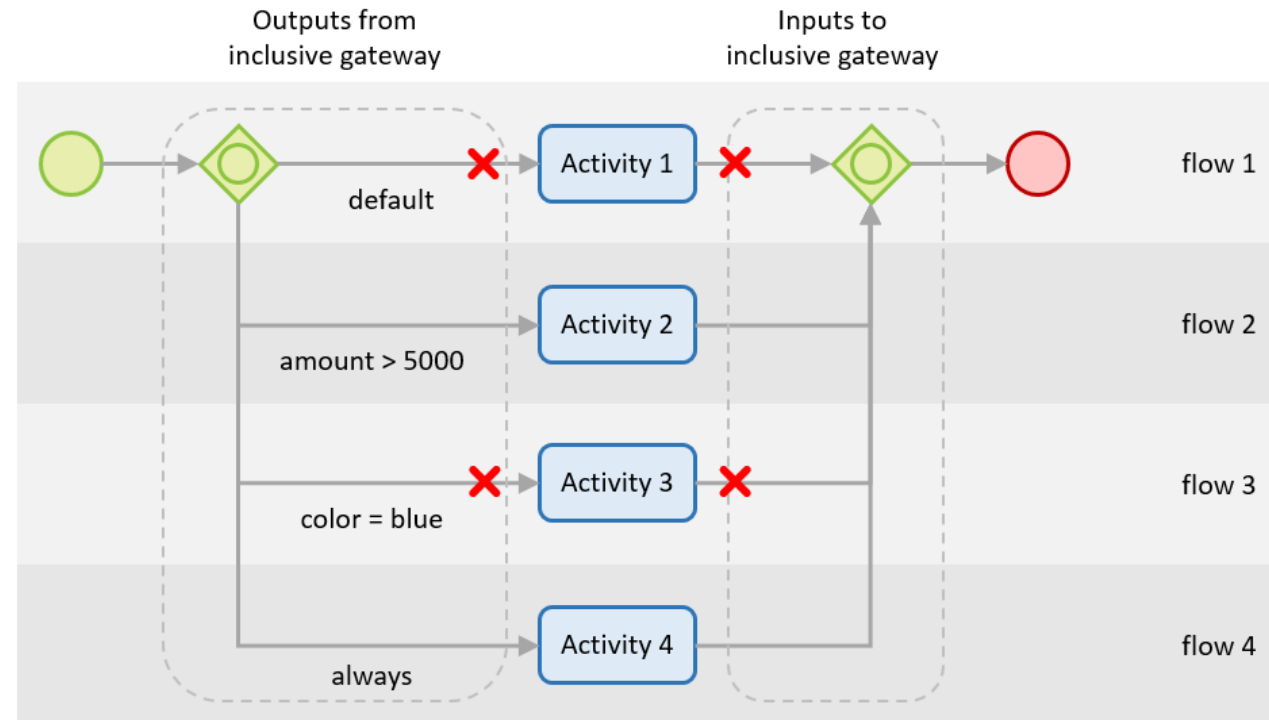 Outputs from
inclusive gateway
Inputs to
inclusive gateway
Activity 1
flow 1
default
Activity 2
flow 2
amount > 5000
Activity 3
flow 3
color = blue
Activity 4
flow 4
always